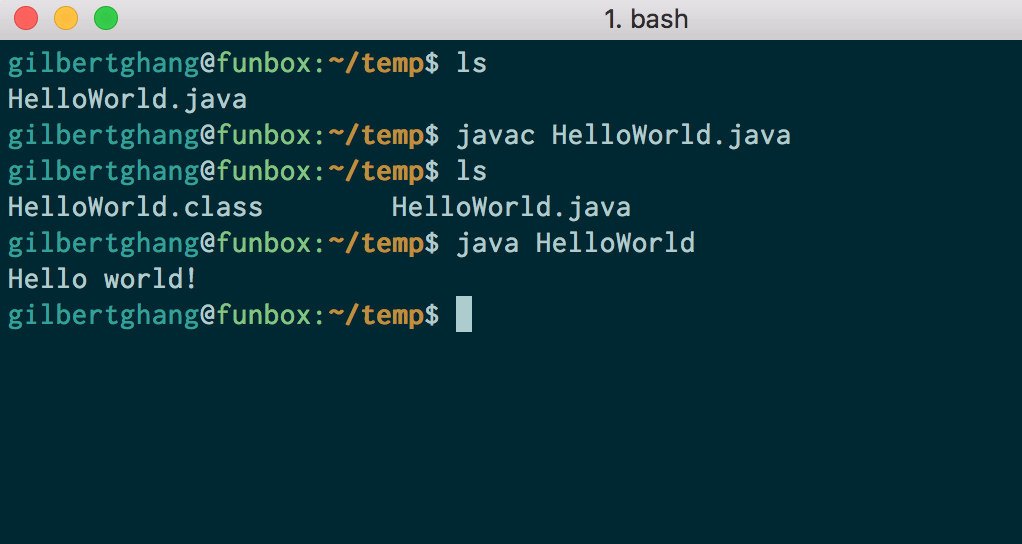 1. bash
gilbertghang@funbox:~/temp$ ls
HelloWorld.java
gilbertghang@funbox:~/temp$ javac HelloWorld.java
gilbertghang@funbox:~/temp$ ls
HelloWorld.class        HelloWorld.java
gilbertghang@funbox:~/temp$ java HelloWorld
Hello world!
gilbertghang@funbox:~/temp$